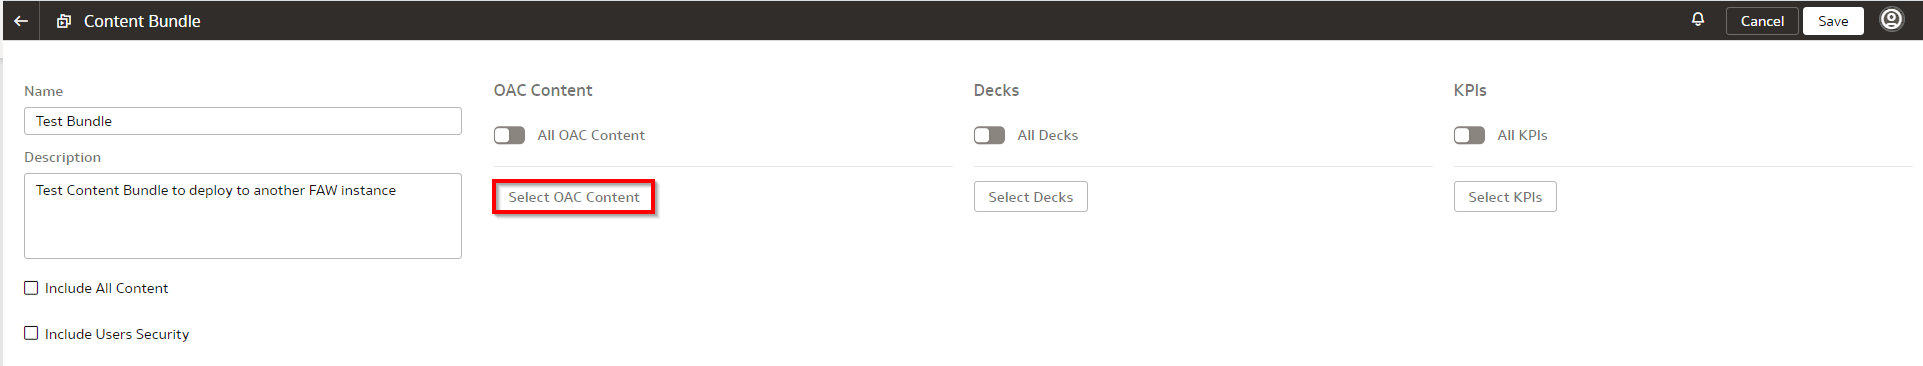 Content Bundle
Cancel
Save
Name
Test Bundle
Description
Test Content Bundle to deploy to another FAW instance
Include All Content
Include Users Security
OAC Content
All OAC Content
Select OAC Content
Decks
All Decks
Select Decks
KPIs
All KPIs
Select KPIs